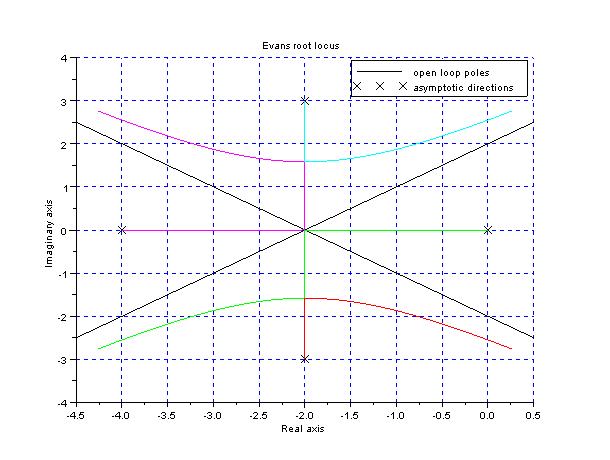 Evans root locus
4
open loop poles
asymptotic directions
3
2
1
0
-1
-2
-3
-4
Imaginary axis
-4.5 -4.0 -3.5 -3.0 -2.5 -2.0 -1.5 -1.0 -0.5 0.0 0.5
Real axis